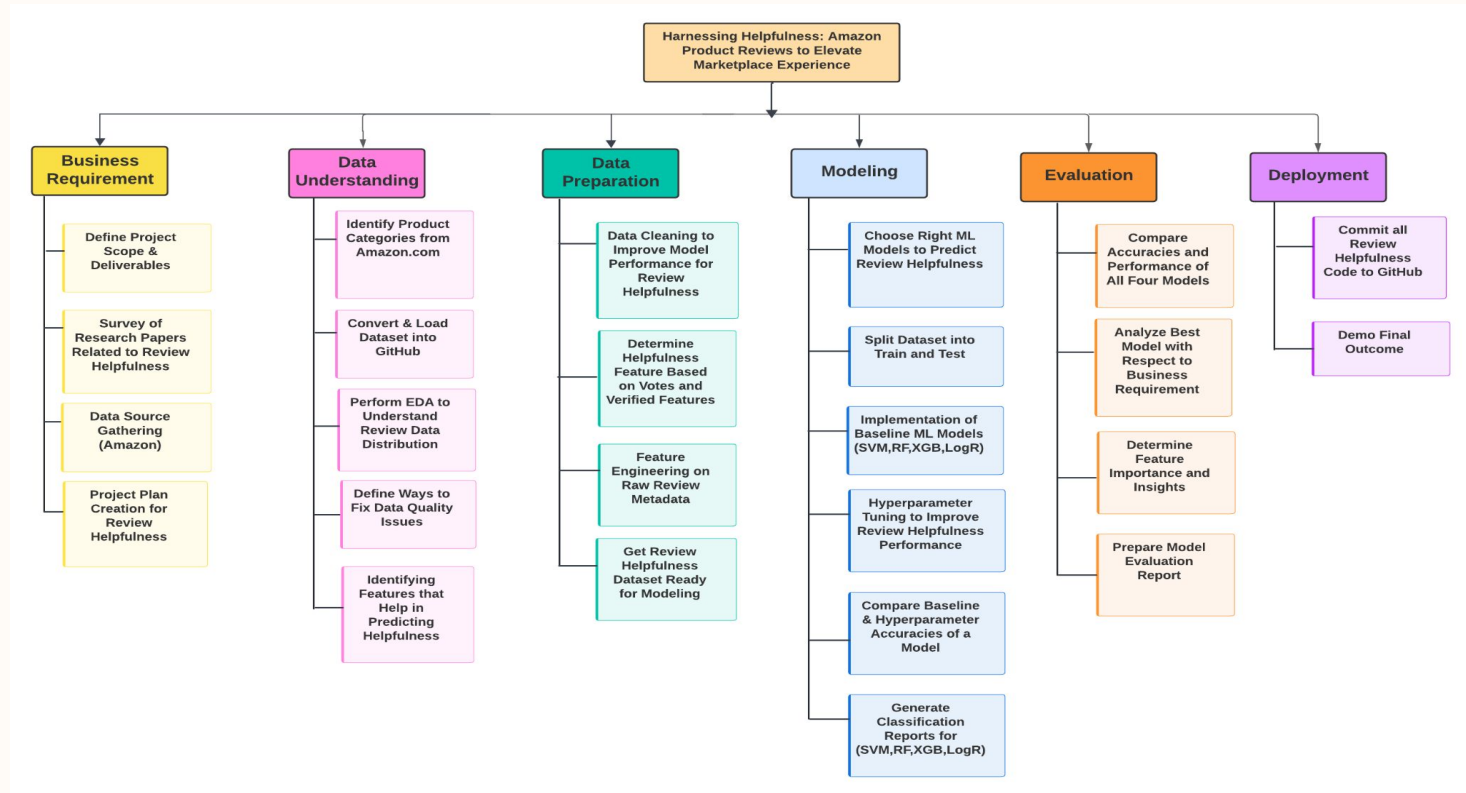 Harnessing Helpfulness: Amazon
Product Reviews to Elevate
Marketplace Experience
Business
Requirement
Define Project
Scope & Deliverables
Survey of
Research Papers
Related to Review
Helpfulness
Data Source
Gathering
(Amazon)
Project Plan
Creation for
Review
Helpfulness
Data
Understanding
Identify Product
Categories from
Amazon.com
Convert & Load
Dataset into
GitHub
Perform EDA to
Understand
Review Data
Distribution
Define Ways to
Fix Data Quality
Issues
Identifying
Features that
Help in
Predicting
Helpfulness
Data
Preparation
Data Cleaning to
Improve Model
Performance for
Review
Helpfulness
Determine
Helpfulness
Feature Based
on Votes and
Verified Features
Feature
Engineering on
Raw Review
Metadata
Get Review
Helpfulness
Dataset Ready
for Modeling
Modeling
Choose Right ML
Models to Predict
Review Helpfulness
Split Dataset into
Train and Test
Implementation of
Baseline ML Models
(SVM,RF,XGB,LogR)
Hyperparameter
Tuning to Improve
Review Helpfulness
Performance
Compare Baseline
& Hyperparameter
Accuracies of a
Model
Generate
Classification
Reports for
(SVM,RF,XGB,LogR)
Evaluation
Compare
Accuracies and
Performance of
All Four Models
Analyze Best
Model with
Respect to
Business
Requirement
Determine
Feature
Importance and
Insights
Prepare Model
Evaluation
Report
Deployment
Commit all
Review
Helpfulness
Code to GitHub
Demo Final
Outcome